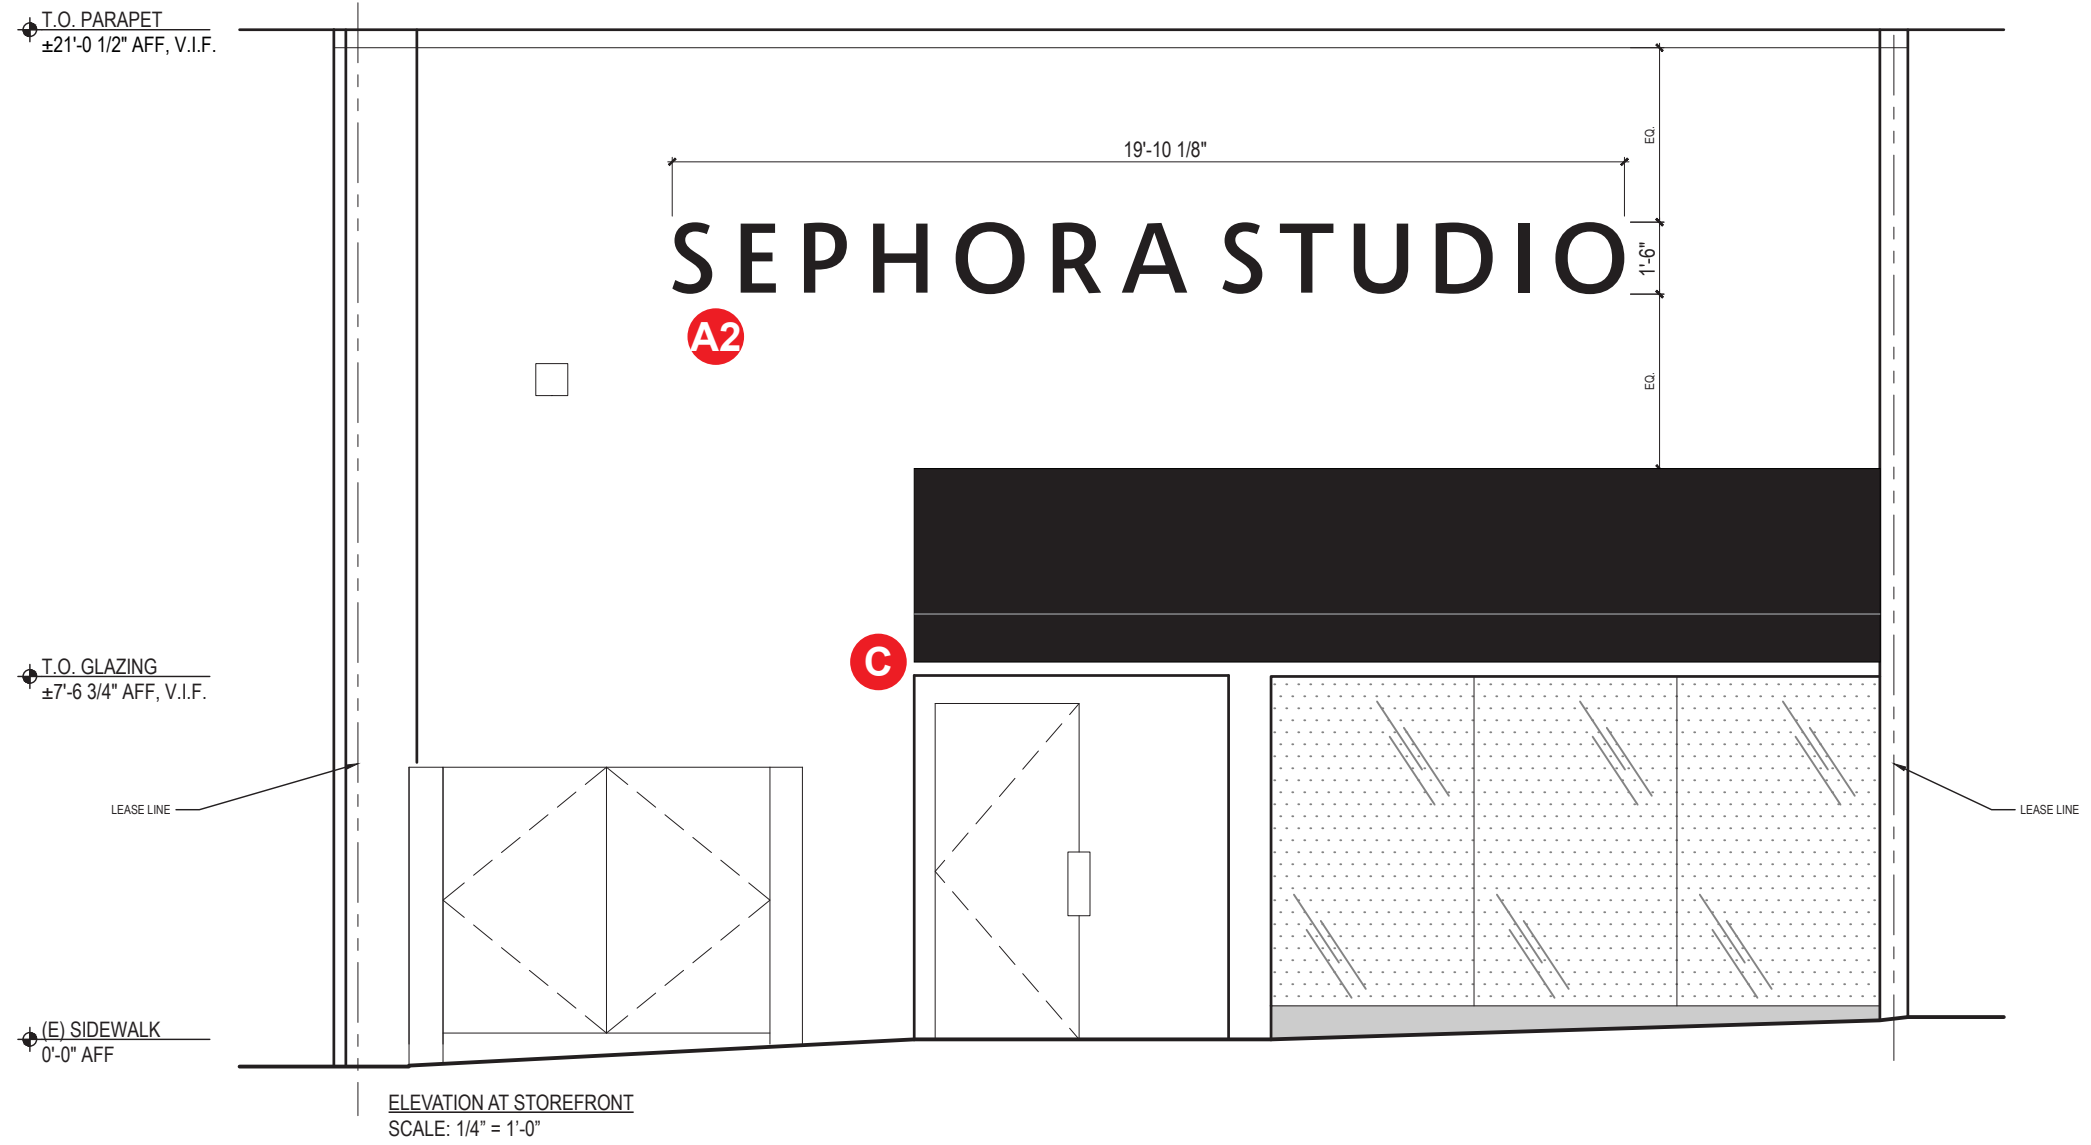 T.O. PARAPET
±21'-0 1/2" AFF, V.I.F.
EQ.
19'-10 1/8"
SEPHORA STUDIO
1'-6"
A2
EQ.
C
T.O. GLAZING
±7'-6 3/4" AFF, V.I.F.
LEASE LINE
LEASE LINE
(E) SIDEWALK
0'-0" AFF
ELEVATION AT STOREFRONT
SCALE: 1/4” = 1’-0”